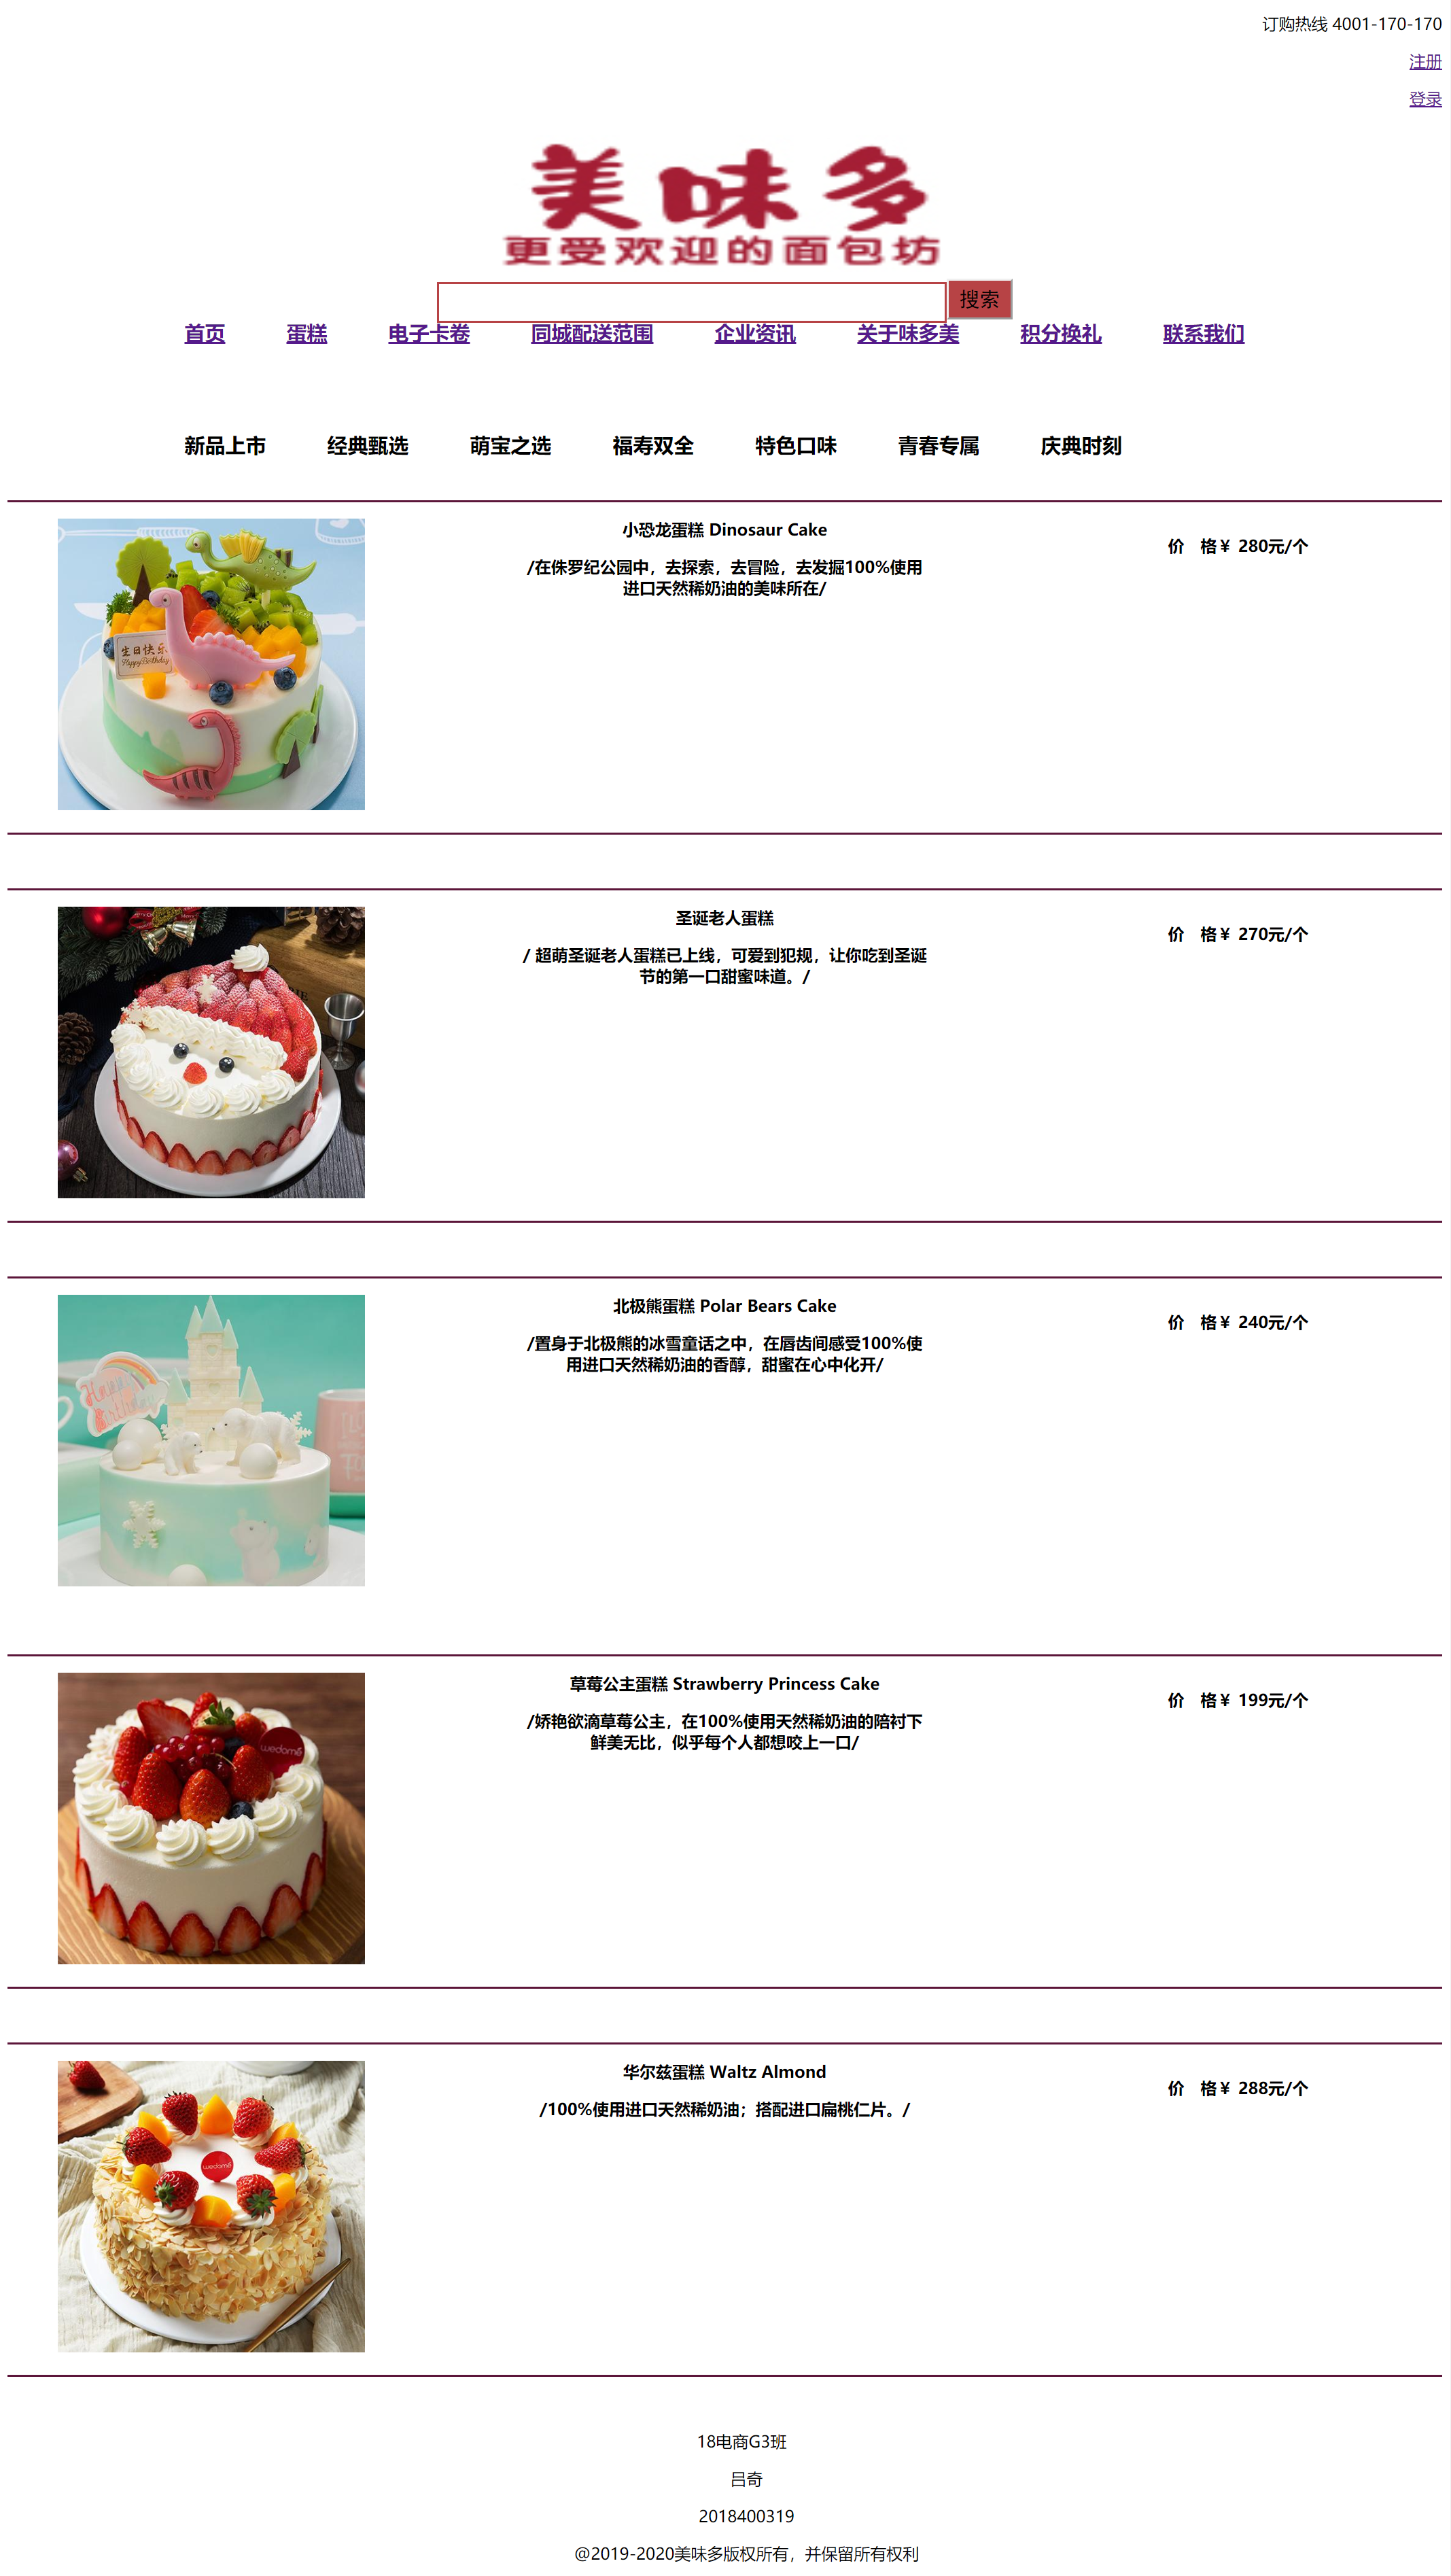 订购热线 4001-170-170
注册
登录
美味多
更受欢迎的面包坊
搜索
首页 蛋糕 电子卡卷 同城配送范围 企业资讯 关于味多美 积分换礼 联系我们
新品上市 经典甄选 萌宝之选 福寿双全 特色口味 青春专属 庆典时刻
小恐龙蛋糕 Dinosaur Cake
/在侏罗纪公园中，去探索，去冒险，去发掘100%使用
进口天然稀奶油的美味所在/
价 格￥ 280元/个
生日快乐
Happy Birthday
圣诞老人蛋糕
/ 超萌圣诞老人蛋糕已上线，可爱到犯规，让你吃到圣诞
节的第一口甜蜜味道。/
价 格￥ 270元/个
北极熊蛋糕 Polar Bears Cake
/置身于北极熊的冰雪童话之中，在唇齿间感受100%使
用进口天然稀奶油的香醇，甜蜜在心中化开/
价 格￥ 240元/个
Happy
Birthday
草莓公主蛋糕 Strawberry Princess Cake
/娇艳欲滴草莓公主，在100%使用天然稀奶油的陪衬下
鲜美无比，似乎每个人都想咬上一口/
价 格￥ 199元/个
wedome
华尔兹蛋糕 Waltz Almond
/100%使用进口天然稀奶油；搭配进口扁桃仁片。/
价 格￥ 288元/个
wedome
18电商G3班
吕奇
2018400319
@2019-2020美味多版权所有，并保留所有权利